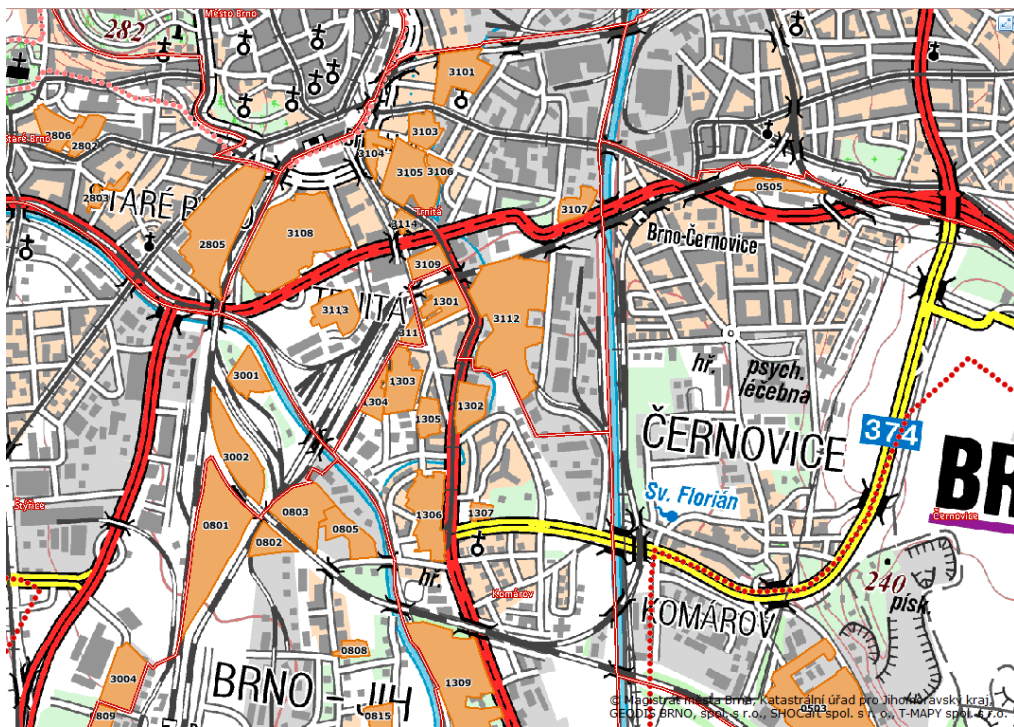 Město Brno
282
3101
2806
2802
Staré Brno
3103
3104
3105
3106
2803
STARÉ BRNO
2805
3107
0505
Trnitá
3108
3114
Brno-Černovice
3109
TRNITÁ
1301
3113
311
3112
hř.
psych.
léčebna
3001
1303
1304
1305
1302
ČERNOVICE
374
3002
BR
Sv. Florián
Štýřice
0801
0803
0805
1306
1307
Černovice
0802
hř.
240
písk.
Komárov
KOMÁROV
0808
3004
BRNO - JIH
1309
0809
0815
0503
© Magistrát města Brna, Katastrální úřad pro Jihomoravský kraj,
GEODIS BRNO, spol. s r.o., SHOCart spol. s r. o., T-MAPY spol. s r.o.